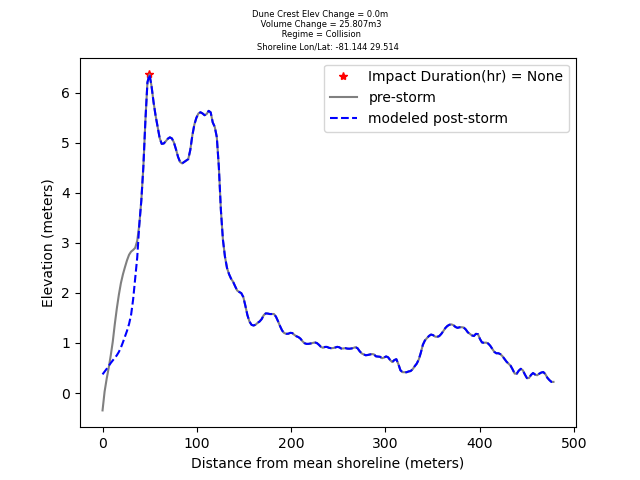 Dune Crest Elev Change = 0.0m
Volume Change = 25.807m3
Regime = Collision
Shoreline Lon/Lat: -81.144 29.514
Impact Duration(hr) = None
pre-storm
modeled post-storm
Elevation (meters)
6
5
4
3
2
1
0
0 100 200 300 400 500
Distance from mean shoreline (meters)